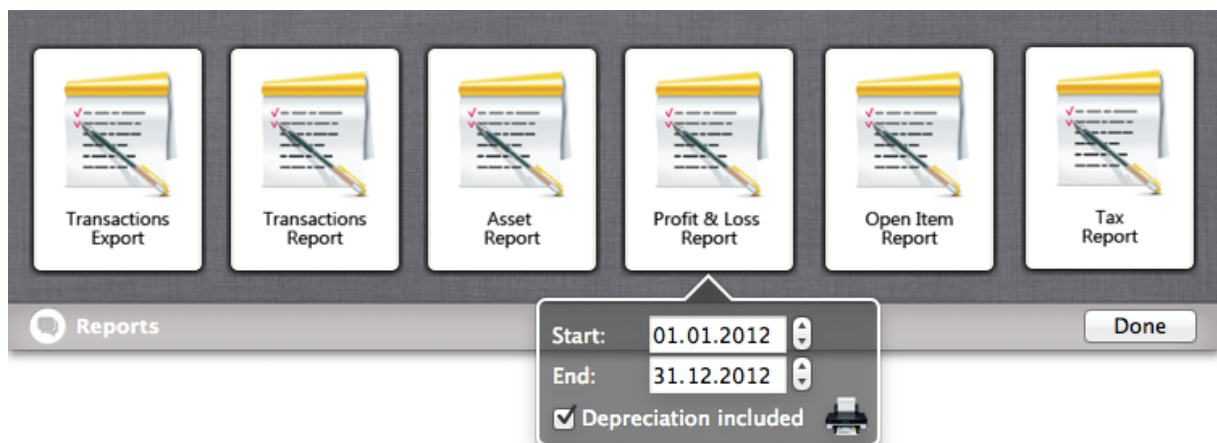 Transactions
Export
Transactions
Report
Asset
Report
Profit & Loss
Report
Open Item
Report
Tax
Report
Reports
Done
Start: 01.01.2012
End: 31.12.2012
Depreciation included